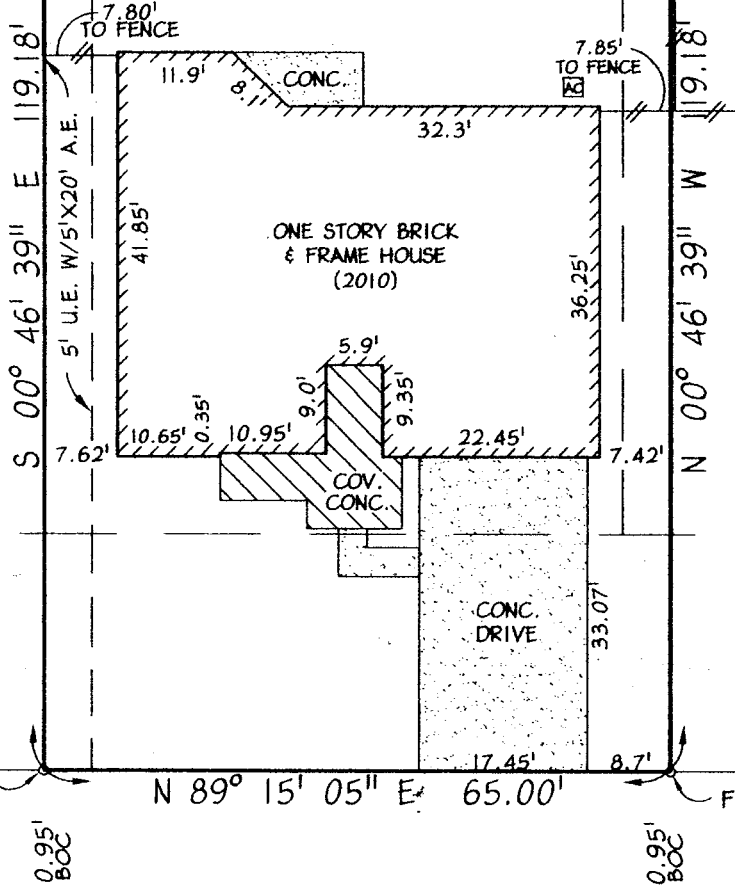 7.80'
TO FENCE
7.85'
TO FENCE
AC
11.9'
8.1'
CONC.
32.3'
S 00° 46' 39" E 119.18'
5' U.E. W/5'X20' A.E.
41.85'
ONE STORY BRICK
& FRAME HOUSE
(2010)
36.25'
N 00° 46' 39" W 119.18'
5.9'
9.0'
9.35'
7.62'
10.65'
0.35'
10.95'
22.45'
7.42'
COV.
CONC.
CONC.
DRIVE
33.07'
17.45'
8.7'
N 89° 15' 05" E 65.00'
F
0.95'
BOC
0.95'
BOC